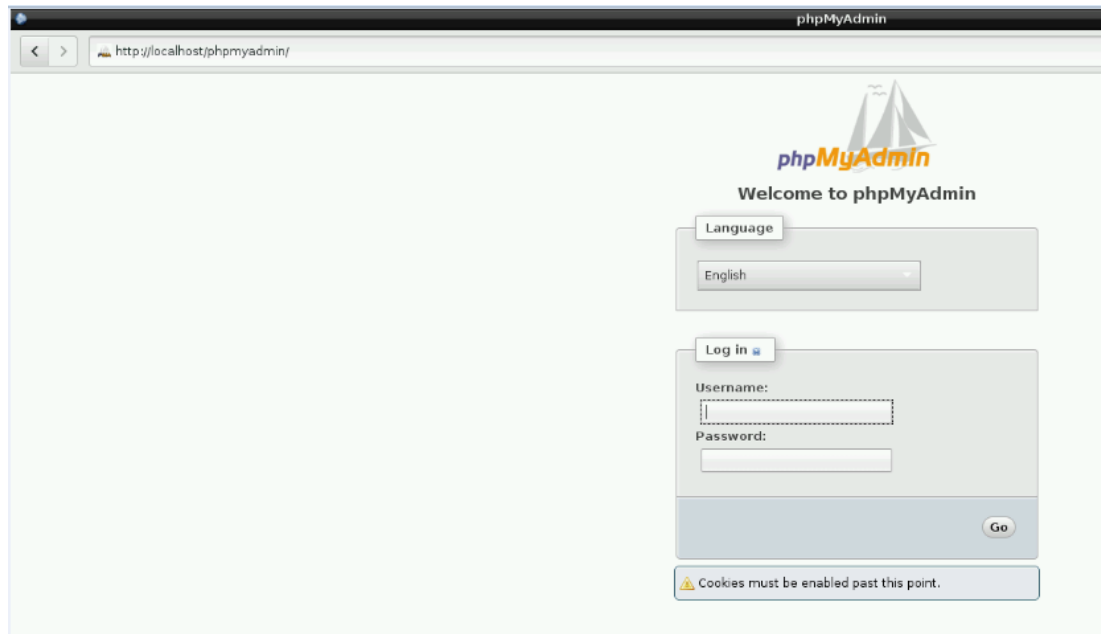 phpMyAdmin
http://localhost/phpmyadmin/
phpMyAdmin
Welcome to phpMyAdmin
Language
English
Log in
Username:
Password:
Go
Cookies must be enabled past this point.